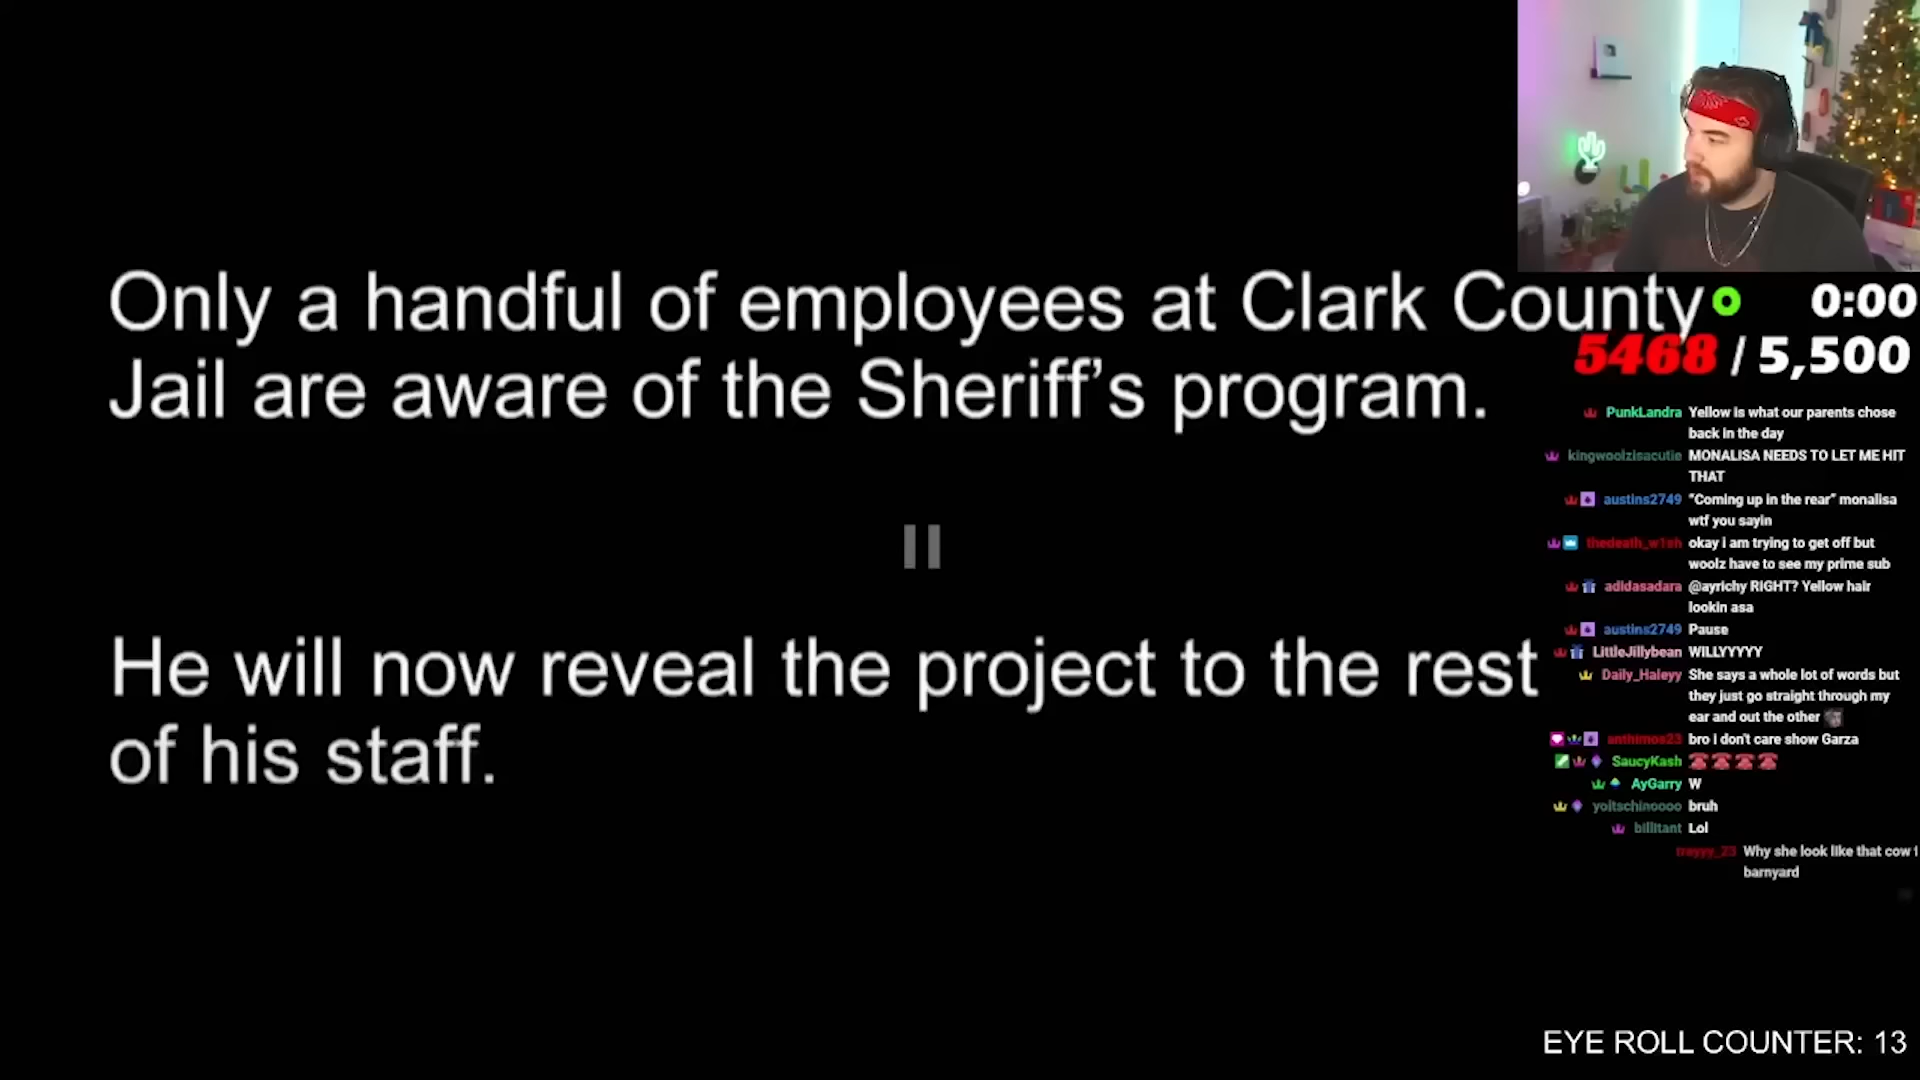 Only a handful of employees at Clark County
Jail are aware of the Sheriff's program.
He will now reveal the project to the rest
of his staff.
0:00
5468 / 5,500
PunkLandra Yellow is what our parents chose
back in the day
kingwoolzisacutie MONALISA NEEDS TO LET ME HIT
THAT
austins2749 “Coming up in the rear” monalisa
wtf you sayin
thedeath_w1sh okay i am trying to get off but
woolz have to see my prime sub
adidasadara @ayrichy RIGHT? Yellow hair
lookin asa
austins2749 Pause
LittleJillybean WILLYYYYY
Daily_Haleyy She says a whole lot of words but
they just go straight through my
ear and out the other
anthimos23 bro i don't care show Garza
SaucyKash
AyGarry W
yoitschinoooo bruh
billitant Lol
Why she look like that cow i
barnyard
EYE ROLL COUNTER: 13